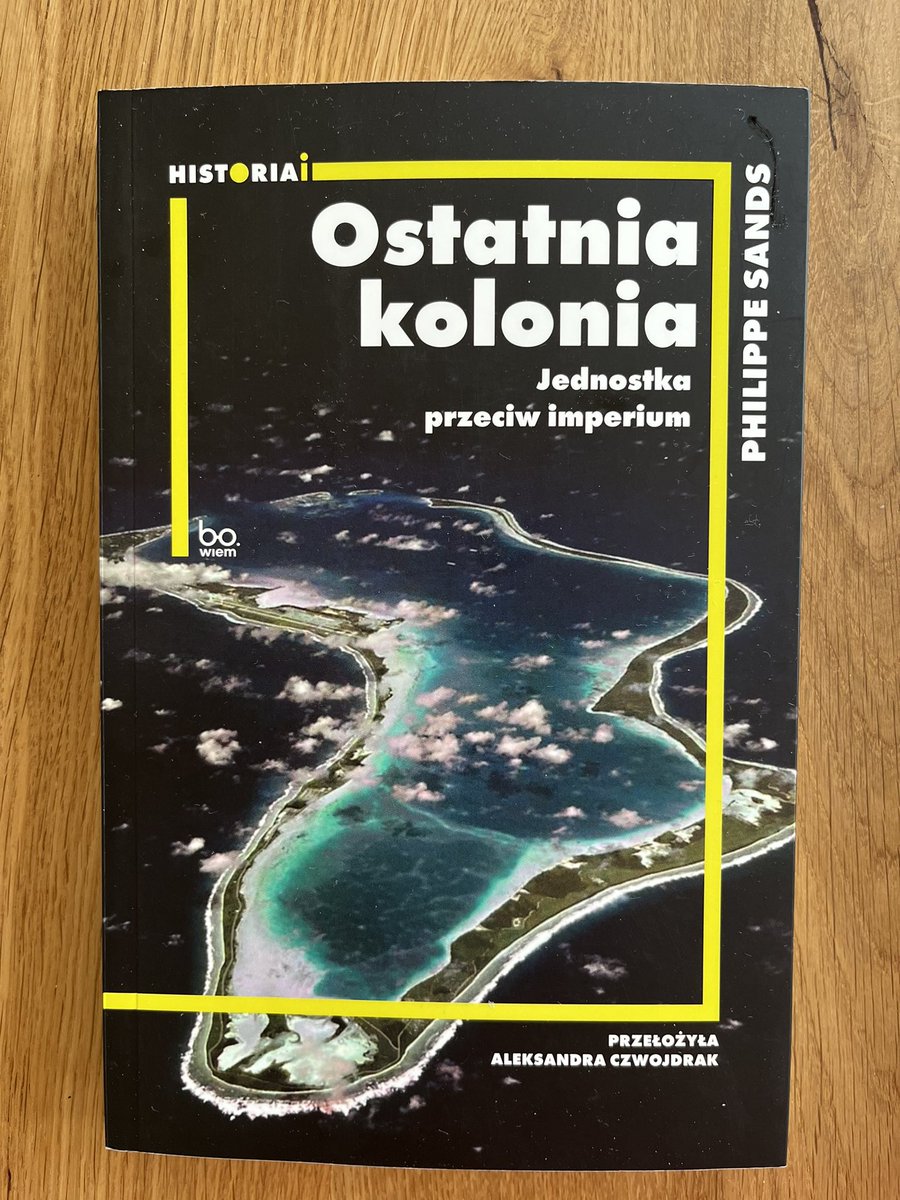 HISTORIAi
Ostatnia
kolonia
Jednostka
przeciw imperium
PHILIPPE SANDS
bo.
wiem
PRZEŁOŻYŁA
ALEKSANDRA CZWOJDRAK